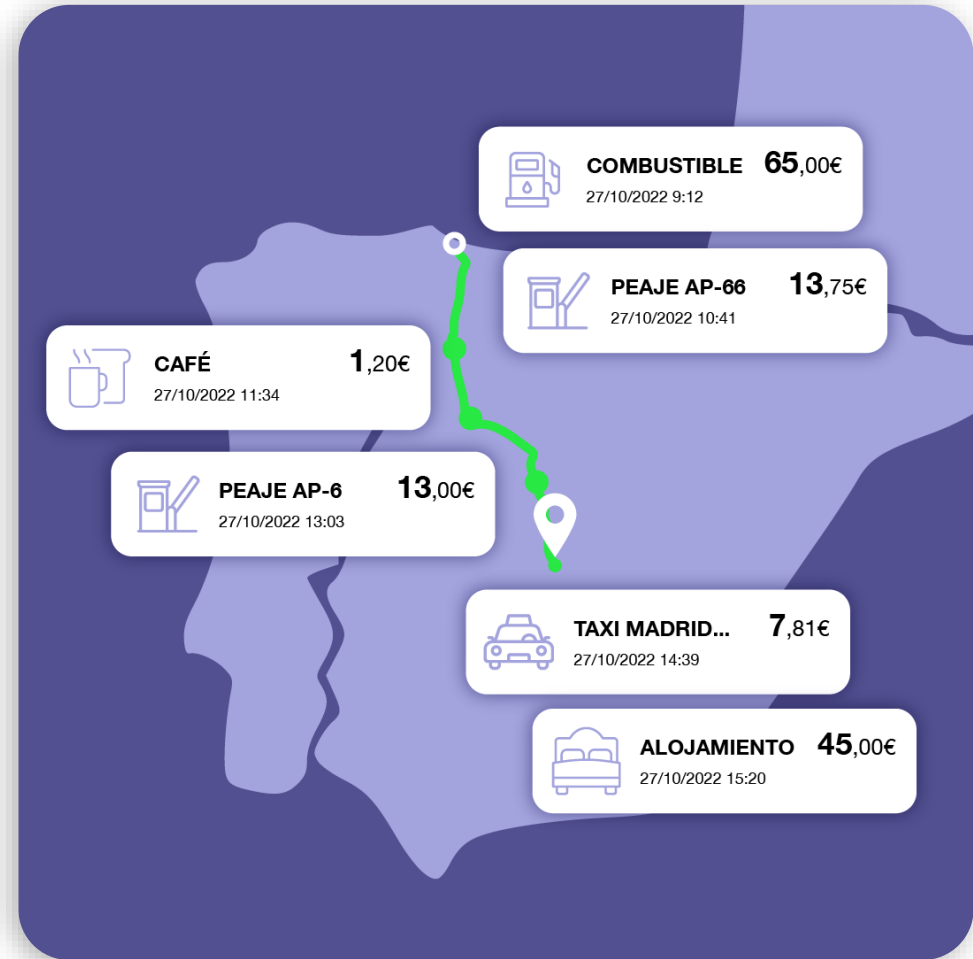 COMBUSTIBLE 65,00€
27/10/2022 9:12
PEAJE AP-66 13,75€
27/10/2022 10:41
CAFÉ 1,20€
27/10/2022 11:34
PEAJE AP-6 13,00€
27/10/2022 13:03
TAXI MADRID... 7,81€
27/10/2022 14:39
ALOJAMIENTO 45,00€
27/10/2022 15:20